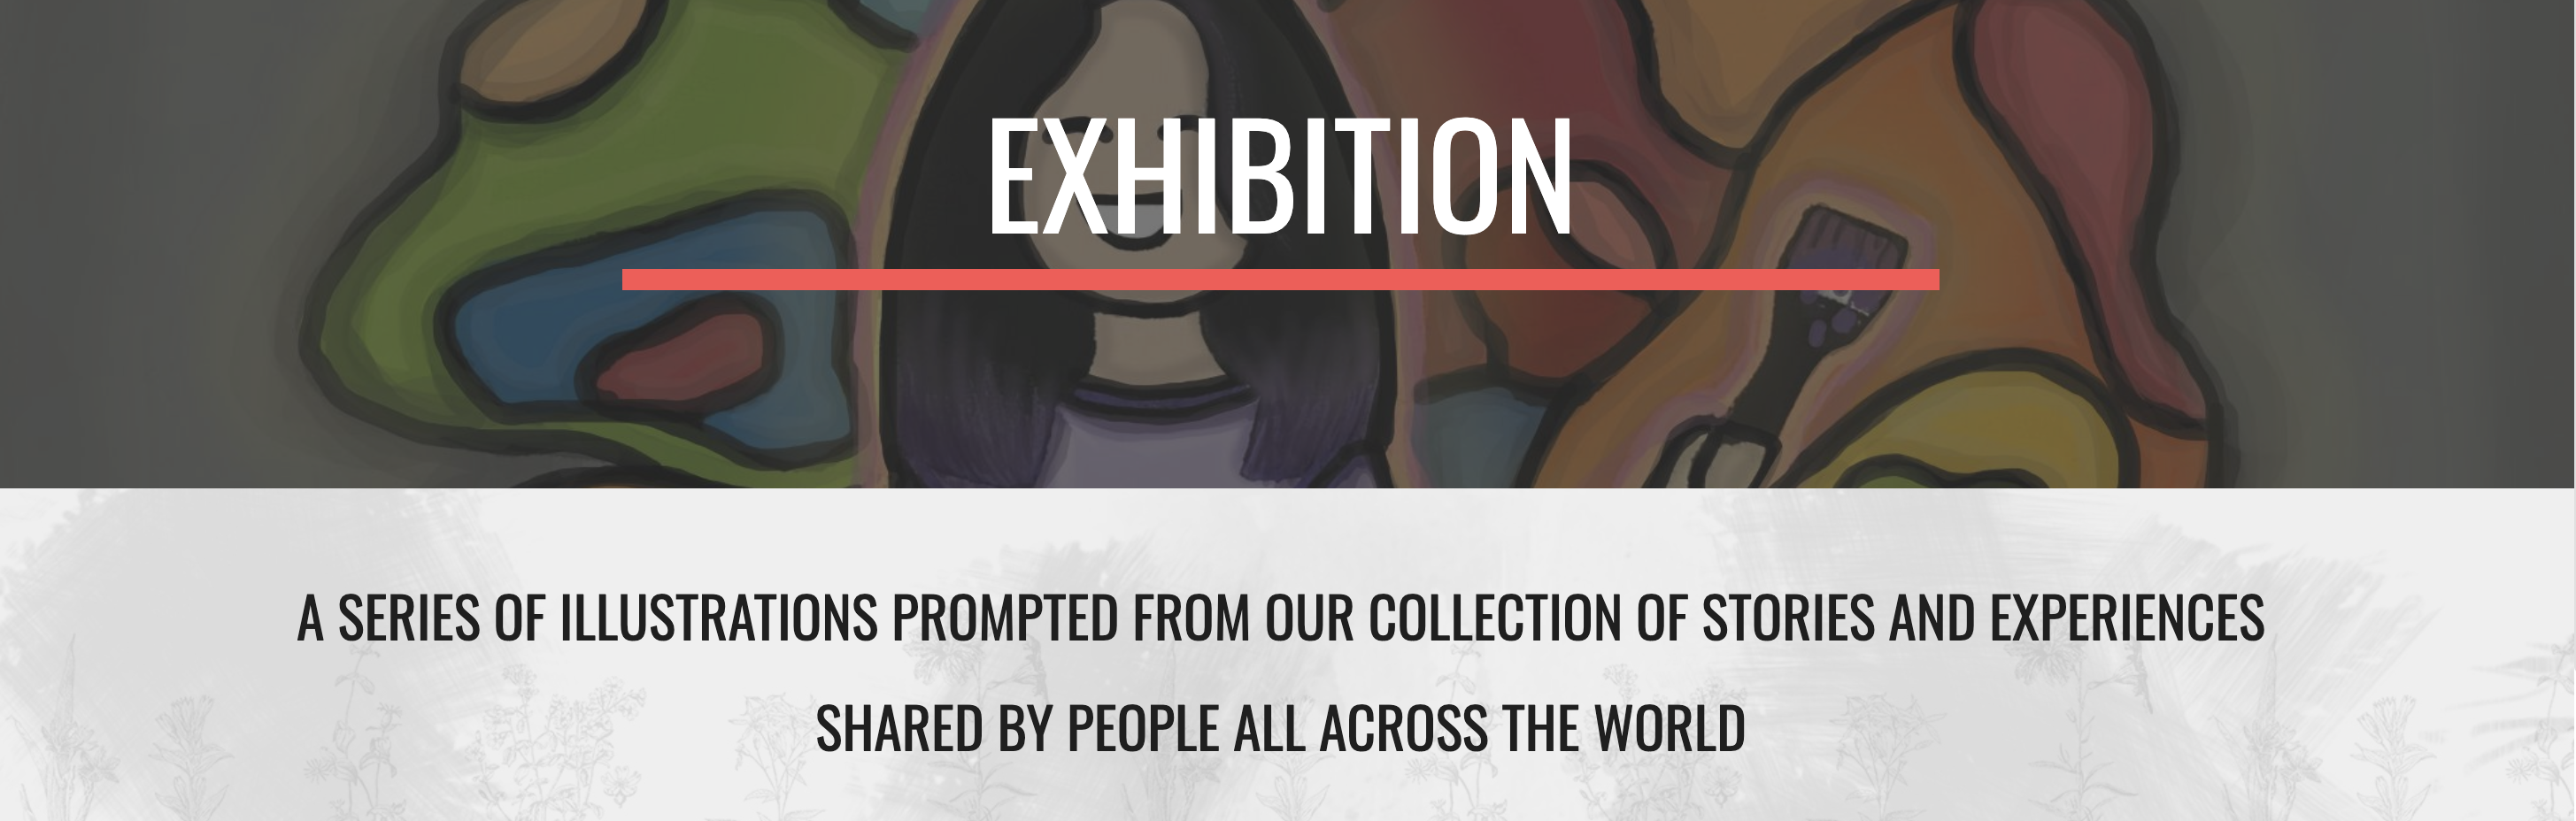 EXHIBITION
A SERIES OF ILLUSTRATIONS PROMPTED FROM OUR COLLECTION OF STORIES AND EXPERIENCES
SHARED BY PEOPLE ALL ACROSS THE WORLD